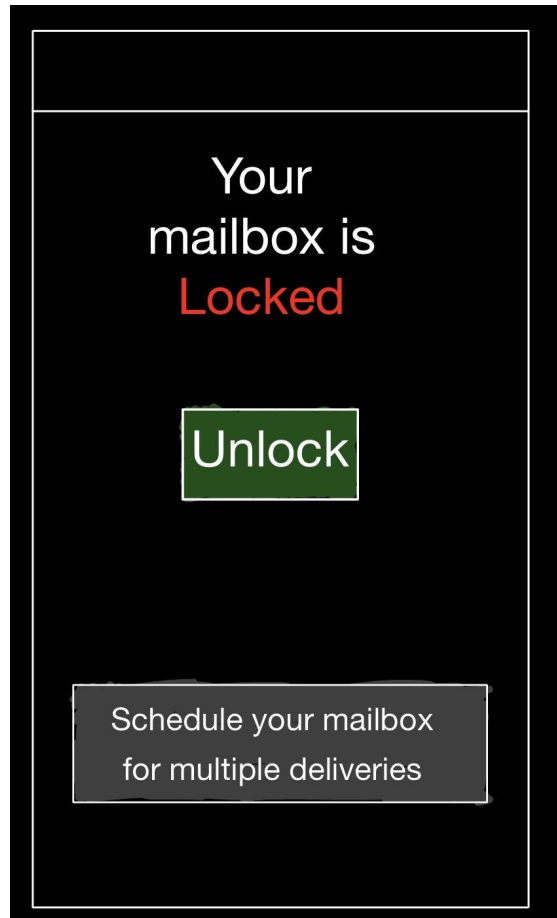 Your
mailbox is
Locked
Unlock
Schedule your mailbox
for multiple deliveries